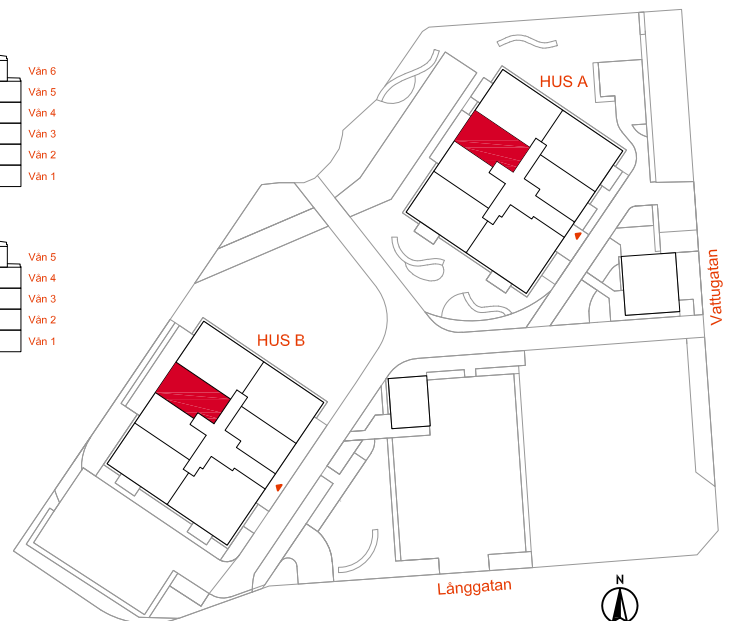 Vån 6
Vån 5
Vån 4
Vån 3
Vån 2
Vån 1
Vån 5
Vån 4
Vån 3
Vån 2
Vån 1
HUS A
HUS B
Vattugatan
Långgatan
N